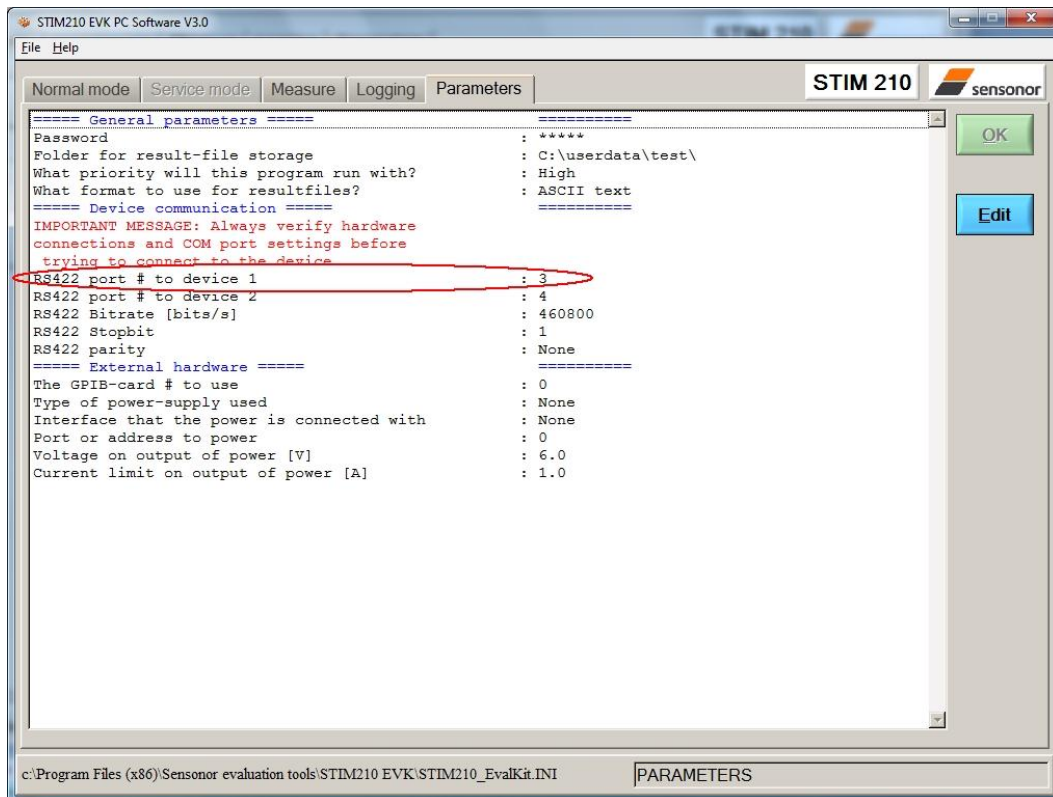 STIM210 EVK PC Software V3.0
File Help
Normal mode Service mode Measure Logging Parameters STIM 210 sensonor
===== General parameters ===== ==========
Password : *****
Folder for result-file storage : C:\userdata\test\
What priority will this program run with? : High
What format to use for resultfiles? : ASCII text
===== Device communication ===== ==========
IMPORTANT MESSAGE: Always verify hardware
connections and COM port settings before
trying to connect to the device
RS422 port # to device 1 : 3
RS422 port # to device 2 : 4
RS422 Bitrate [bits/s] : 460800
RS422 Stopbit : 1
RS422 parity : None
===== External hardware ===== ==========
The GPIB-card # to use : 0
Type of power-supply used : None
Interface that the power is connected with : None
Port or address to power : 0
Voltage on output of power [V] : 6.0
Current limit on output of power [A] : 1.0
OK
Edit
c:\Program Files (x86)\Sensonor evaluation tools\STIM210 EVK\STIM210_EvalKit.INI PARAMETERS